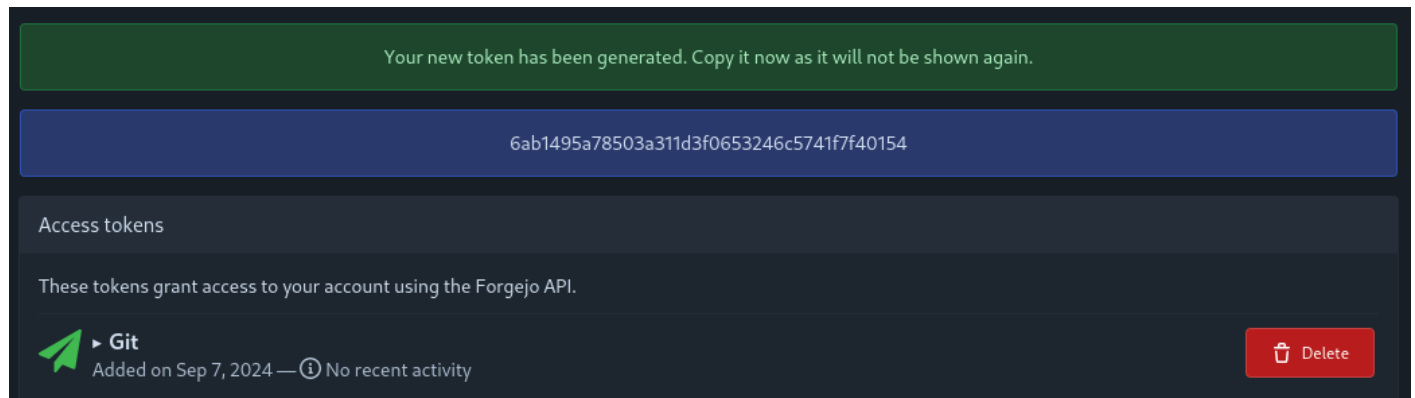 Your new token has been generated. Copy it now as it will not be shown again.
6ab1495a78503a311d3f0653246c5741f7f40154
Access tokens
These tokens grant access to your account using the Forgejo API.
▸ Git
Delete
Added on Sep 7, 2024 — No recent activity